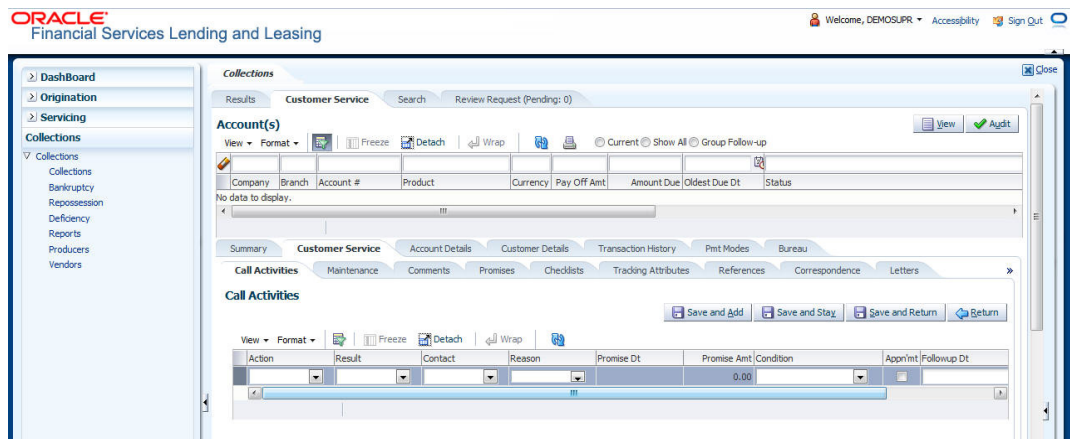 ORACLE®
Financial Services Lending and Leasing
Welcome, DEMOSUPR Accessibility Sign Out
Close
DashBoard
Origination
Servicing
Collections
Collections
Collections
Bankruptcy
Repossession
Deficiency
Reports
Producers
Vendors
Collections
Results Customer Service Search Review Request (Pending: 0)
Account(s)
View Audit
View Format Freeze Detach Wrap Current Show All Group Follow-up
Company Branch Account # Product Currency Pay Off Amt Amount Due Oldest Due Dt Status
No data to display.
Summary Customer Service Account Details Customer Details Transaction History Pmt Modes Bureau
Call Activities Maintenance Comments Promises Checklists Tracking Attributes References Correspondence Letters »
Call Activities
Save and Add Save and Stay Save and Return Return
View Format Freeze Detach Wrap
Action Result Contact Reason Promise Dt Promise Amt Condition Appn'mt Followup Dt
0.00